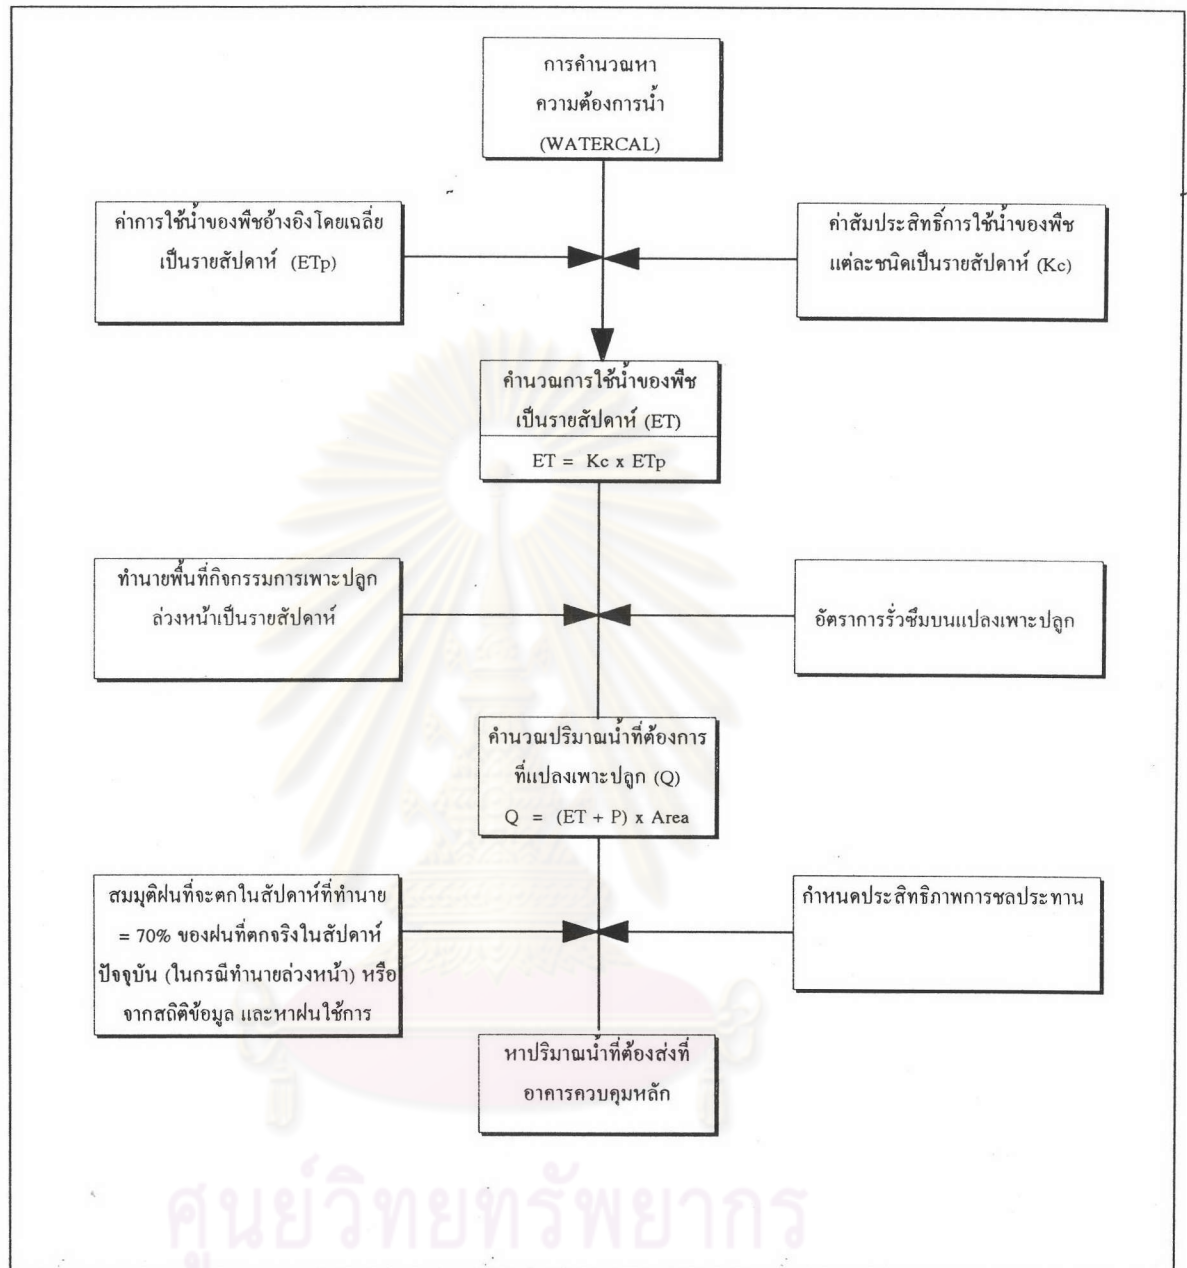 การคำนวณหา
ความต้องการน้ำ
(WATERCAL)
ค่าการใช้น้ำของพืชอ้างอิงโดยเฉลี่ย
เป็นรายสัปดาห์ (ETp)
ค่าสัมประสิทธิ์การใช้น้ำของพืช
แต่ละชนิดเป็นรายสัปดาห์ (Kc)
คำนวณการใช้น้ำของพืช
เป็นรายสัปดาห์ (ET)
ET = Kc x ETp
ทำนายพื้นที่กิจกรรมการเพาะปลูก
ล่วงหน้าเป็นรายสัปดาห์
อัตราการรั่วซึมบนแปลงเพาะปลูก
คำนวณปริมาณน้ำที่ต้องการ
ที่แปลงเพาะปลูก (Q)
Q = (ET + P) x Area
สมมุติฝนที่จะตกในสัปดาห์ที่ทำนาย
= 70% ของฝนที่ตกจริงในสัปดาห์
ปัจจุบัน (ในกรณีทำนายล่วงหน้า) หรือ
จากสถิติข้อมูล และหาฝนใช้การ
กำหนดประสิทธิภาพการชลประทาน
หาปริมาณน้ำที่ต้องส่งที่
อาคารควบคุมหลัก
ศูนย์วิทยทรัพยากร